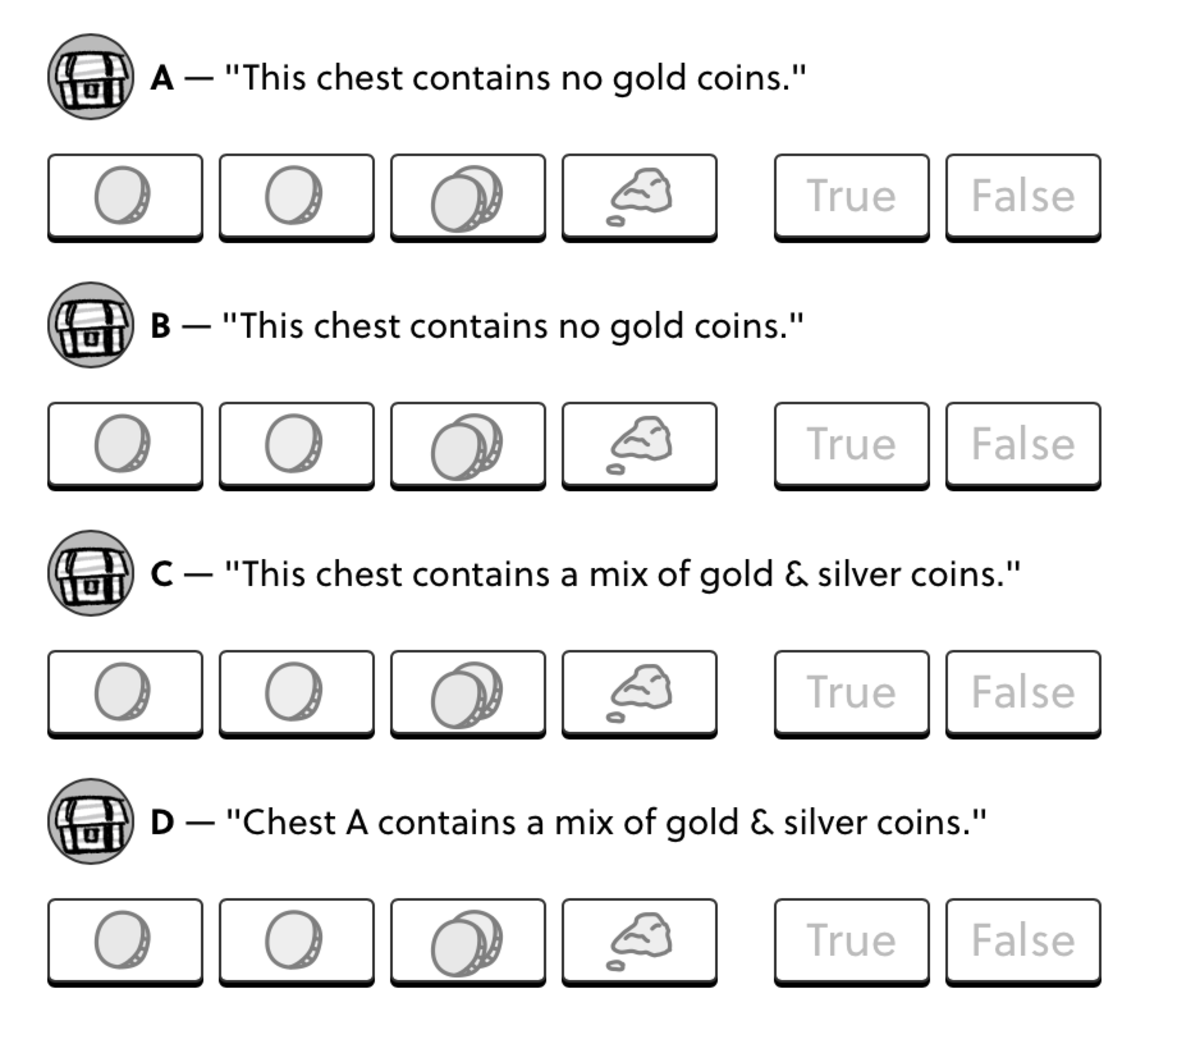 A — "This chest contains no gold coins."
True False
B — "This chest contains no gold coins."
True False
C — "This chest contains a mix of gold & silver coins."
True False
D — "Chest A contains a mix of gold & silver coins."
True False